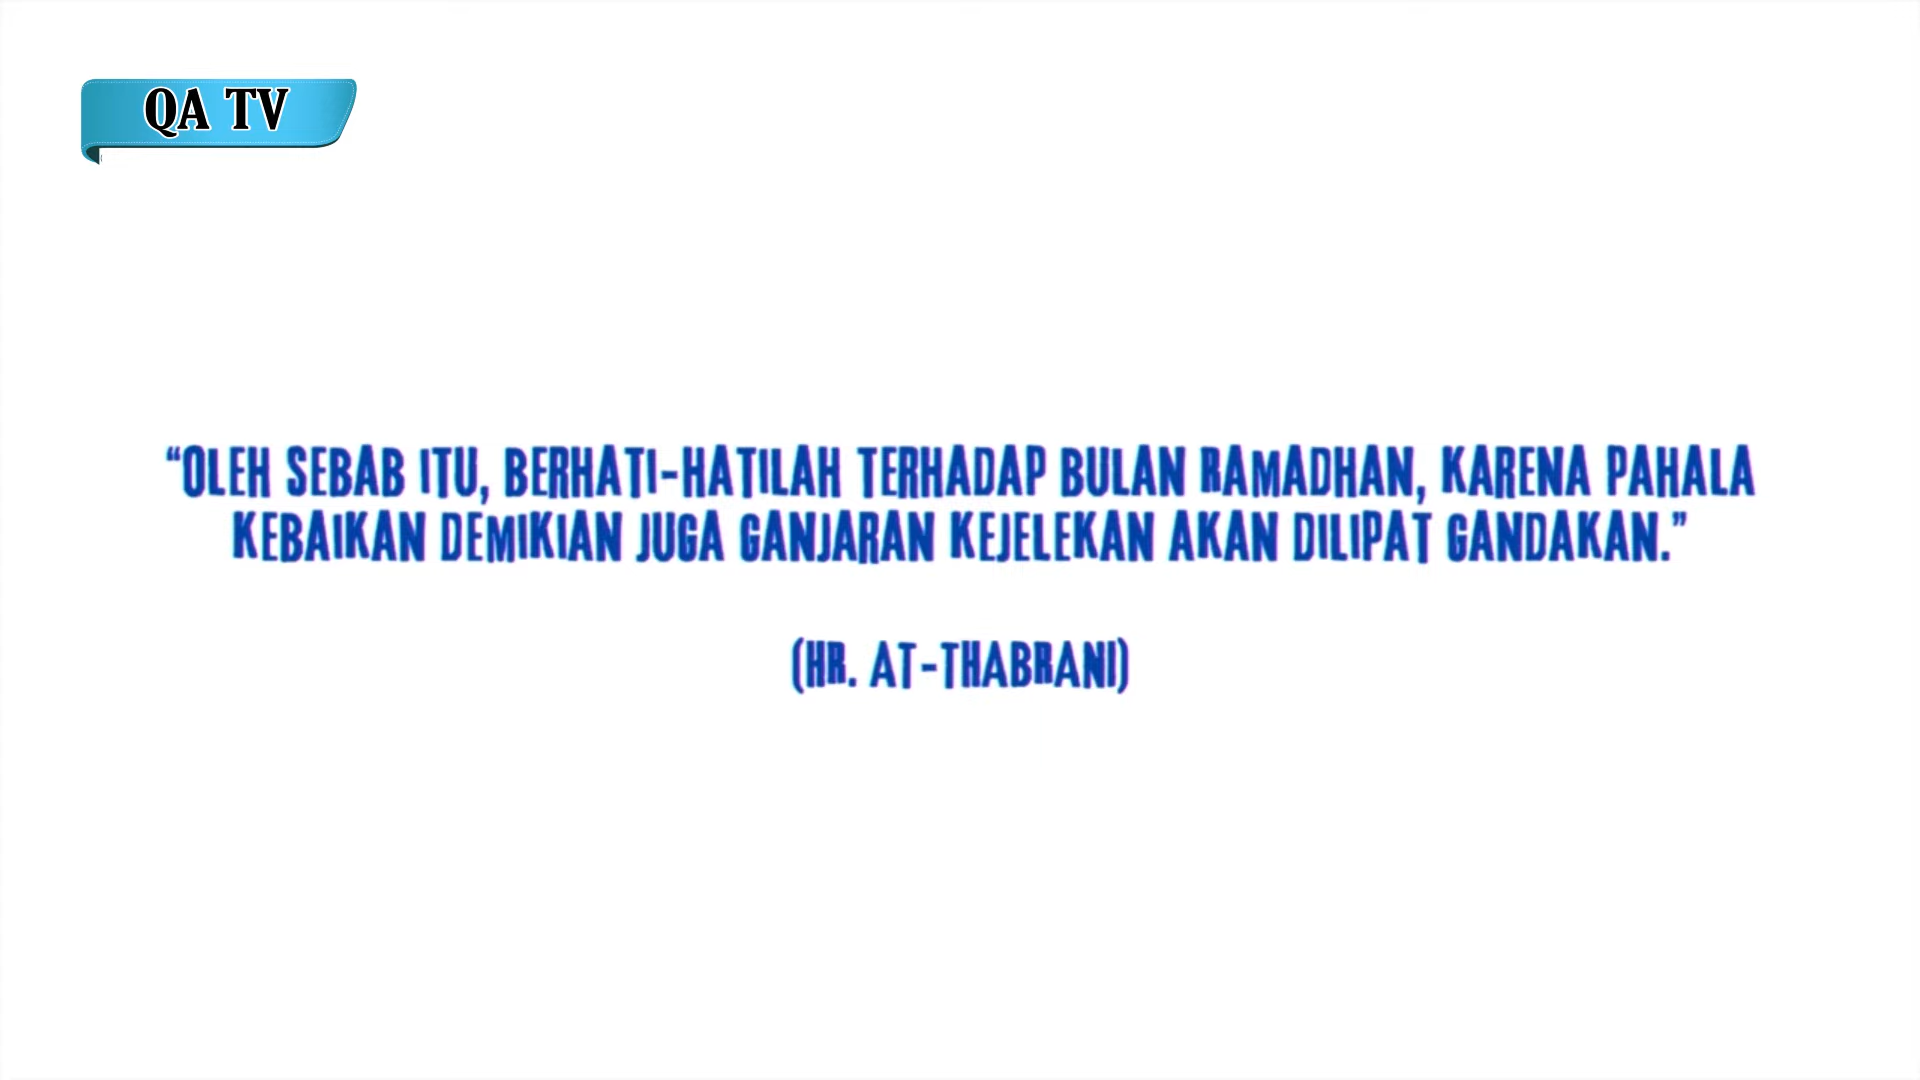 QA TV
“OLEH SEBAB ITU, BERHATI-HATILAH TERHADAP BULAN RAMADHAN, KARENA PAHALA
KEBAIKAN DEMIKIAN JUGA GANJARAN KEJELEKAN AKAN DILIPAT GANDAKAN.”
(HR. AT-THABRANI)